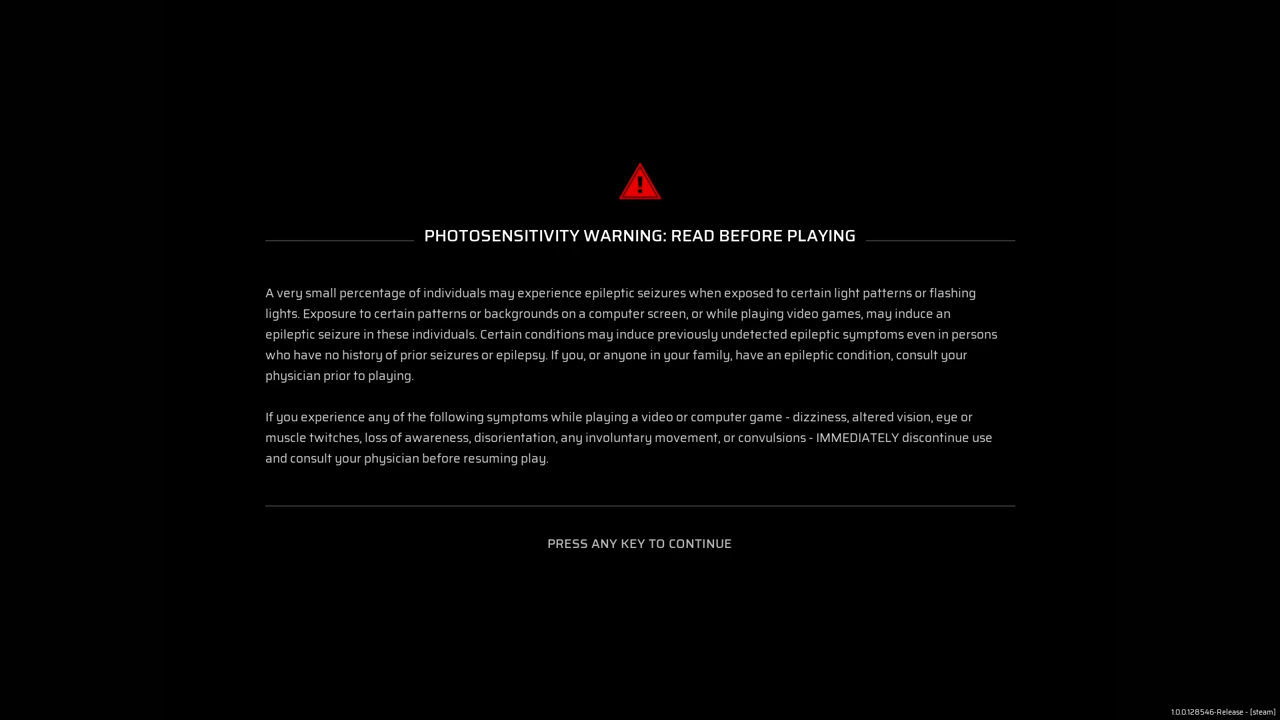 !
PHOTOSENSITIVITY WARNING: READ BEFORE PLAYING
A very small percentage of individuals may experience epileptic seizures when exposed to certain light patterns or flashing
lights. Exposure to certain patterns or backgrounds on a computer screen, or while playing video games, may induce an
epileptic seizure in these individuals. Certain conditions may induce previously undetected epileptic symptoms even in persons
who have no history of prior seizures or epilepsy. If you, or anyone in your family, have an epileptic condition, consult your
physician prior to playing.
If you experience any of the following symptoms while playing a video or computer game - dizziness, altered vision, eye or
muscle twitches, loss of awareness, disorientation, any involuntary movement, or convulsions - IMMEDIATELY discontinue use
and consult your physician before resuming play.
PRESS ANY KEY TO CONTINUE
1.0.0.128546-Release - [steam]